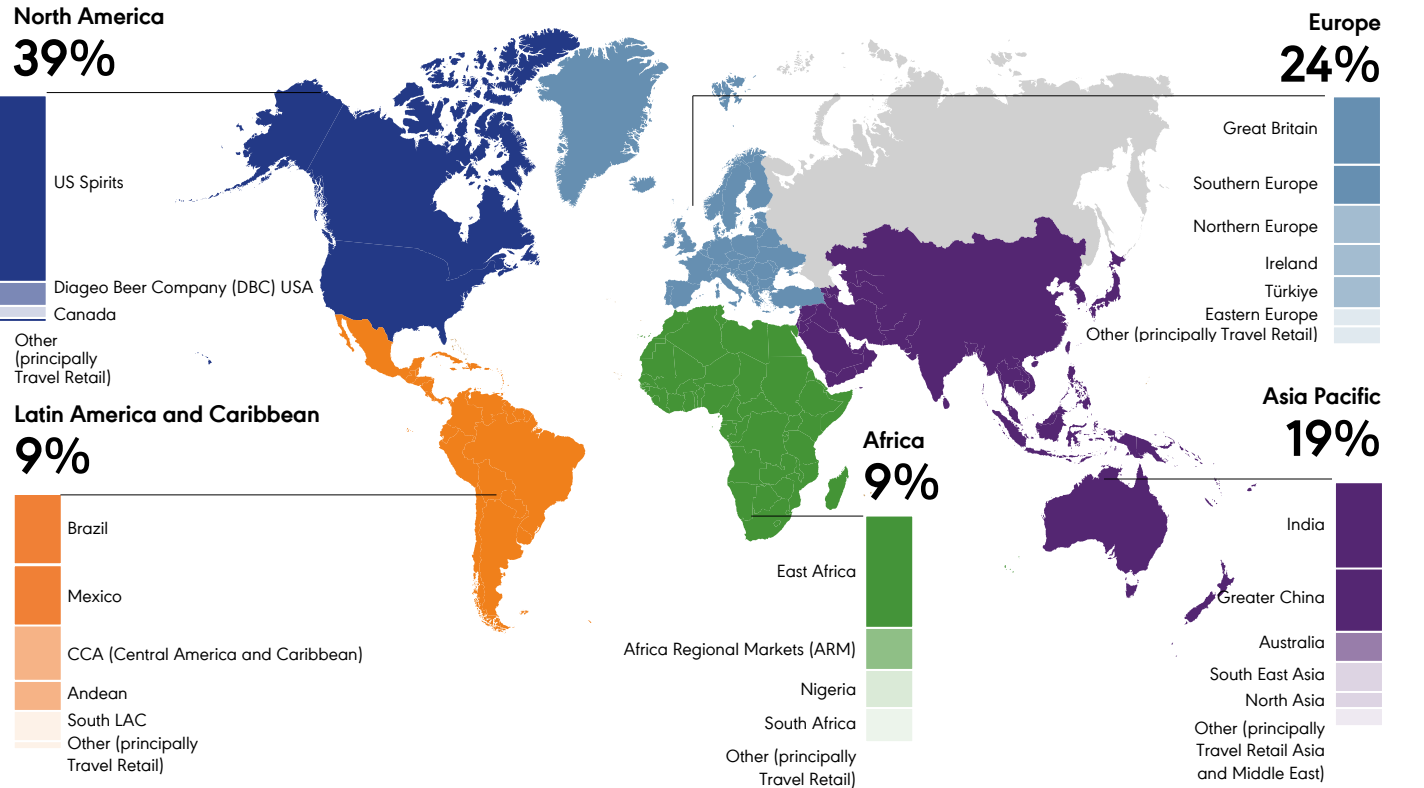 North America
39%
US Spirits
Diageo Beer Company (DBC) USA
Canada
Other
(principally
Travel Retail)
Latin America and Caribbean
9%
Brazil
Mexico
CCA (Central America and Caribbean)
Andean
South LAC
Other (principally
Travel Retail)
Africa
9%
East Africa
Africa Regional Markets (ARM)
Nigeria
South Africa
Other (principally
Travel Retail)
Europe
24%
Great Britain
Southern Europe
Northern Europe
Ireland
Türkiye
Eastern Europe
Other (principally Travel Retail)
Asia Pacific
19%
India
Greater China
Australia
South East Asia
North Asia
Other (principally
Travel Retail Asia
and Middle East)